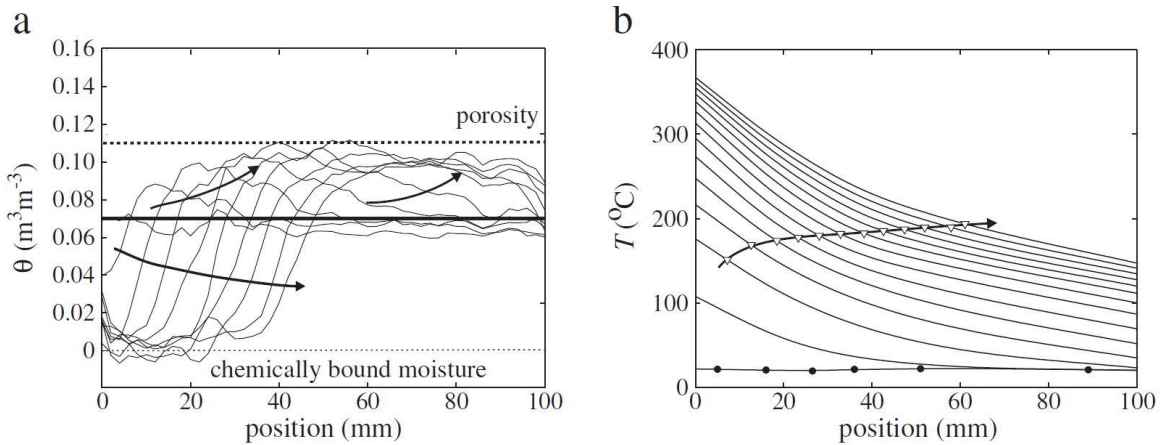 a
0.16
0.14
0.12
0.10
0.08
0.06
0.04
0.02
0
θ (m³m⁻³)
porosity
chemically bound moisture
0 20 40 60 80 100
position (mm)
b
400
300
200
100
0
T (°C)
0 20 40 60 80 100
position (mm)